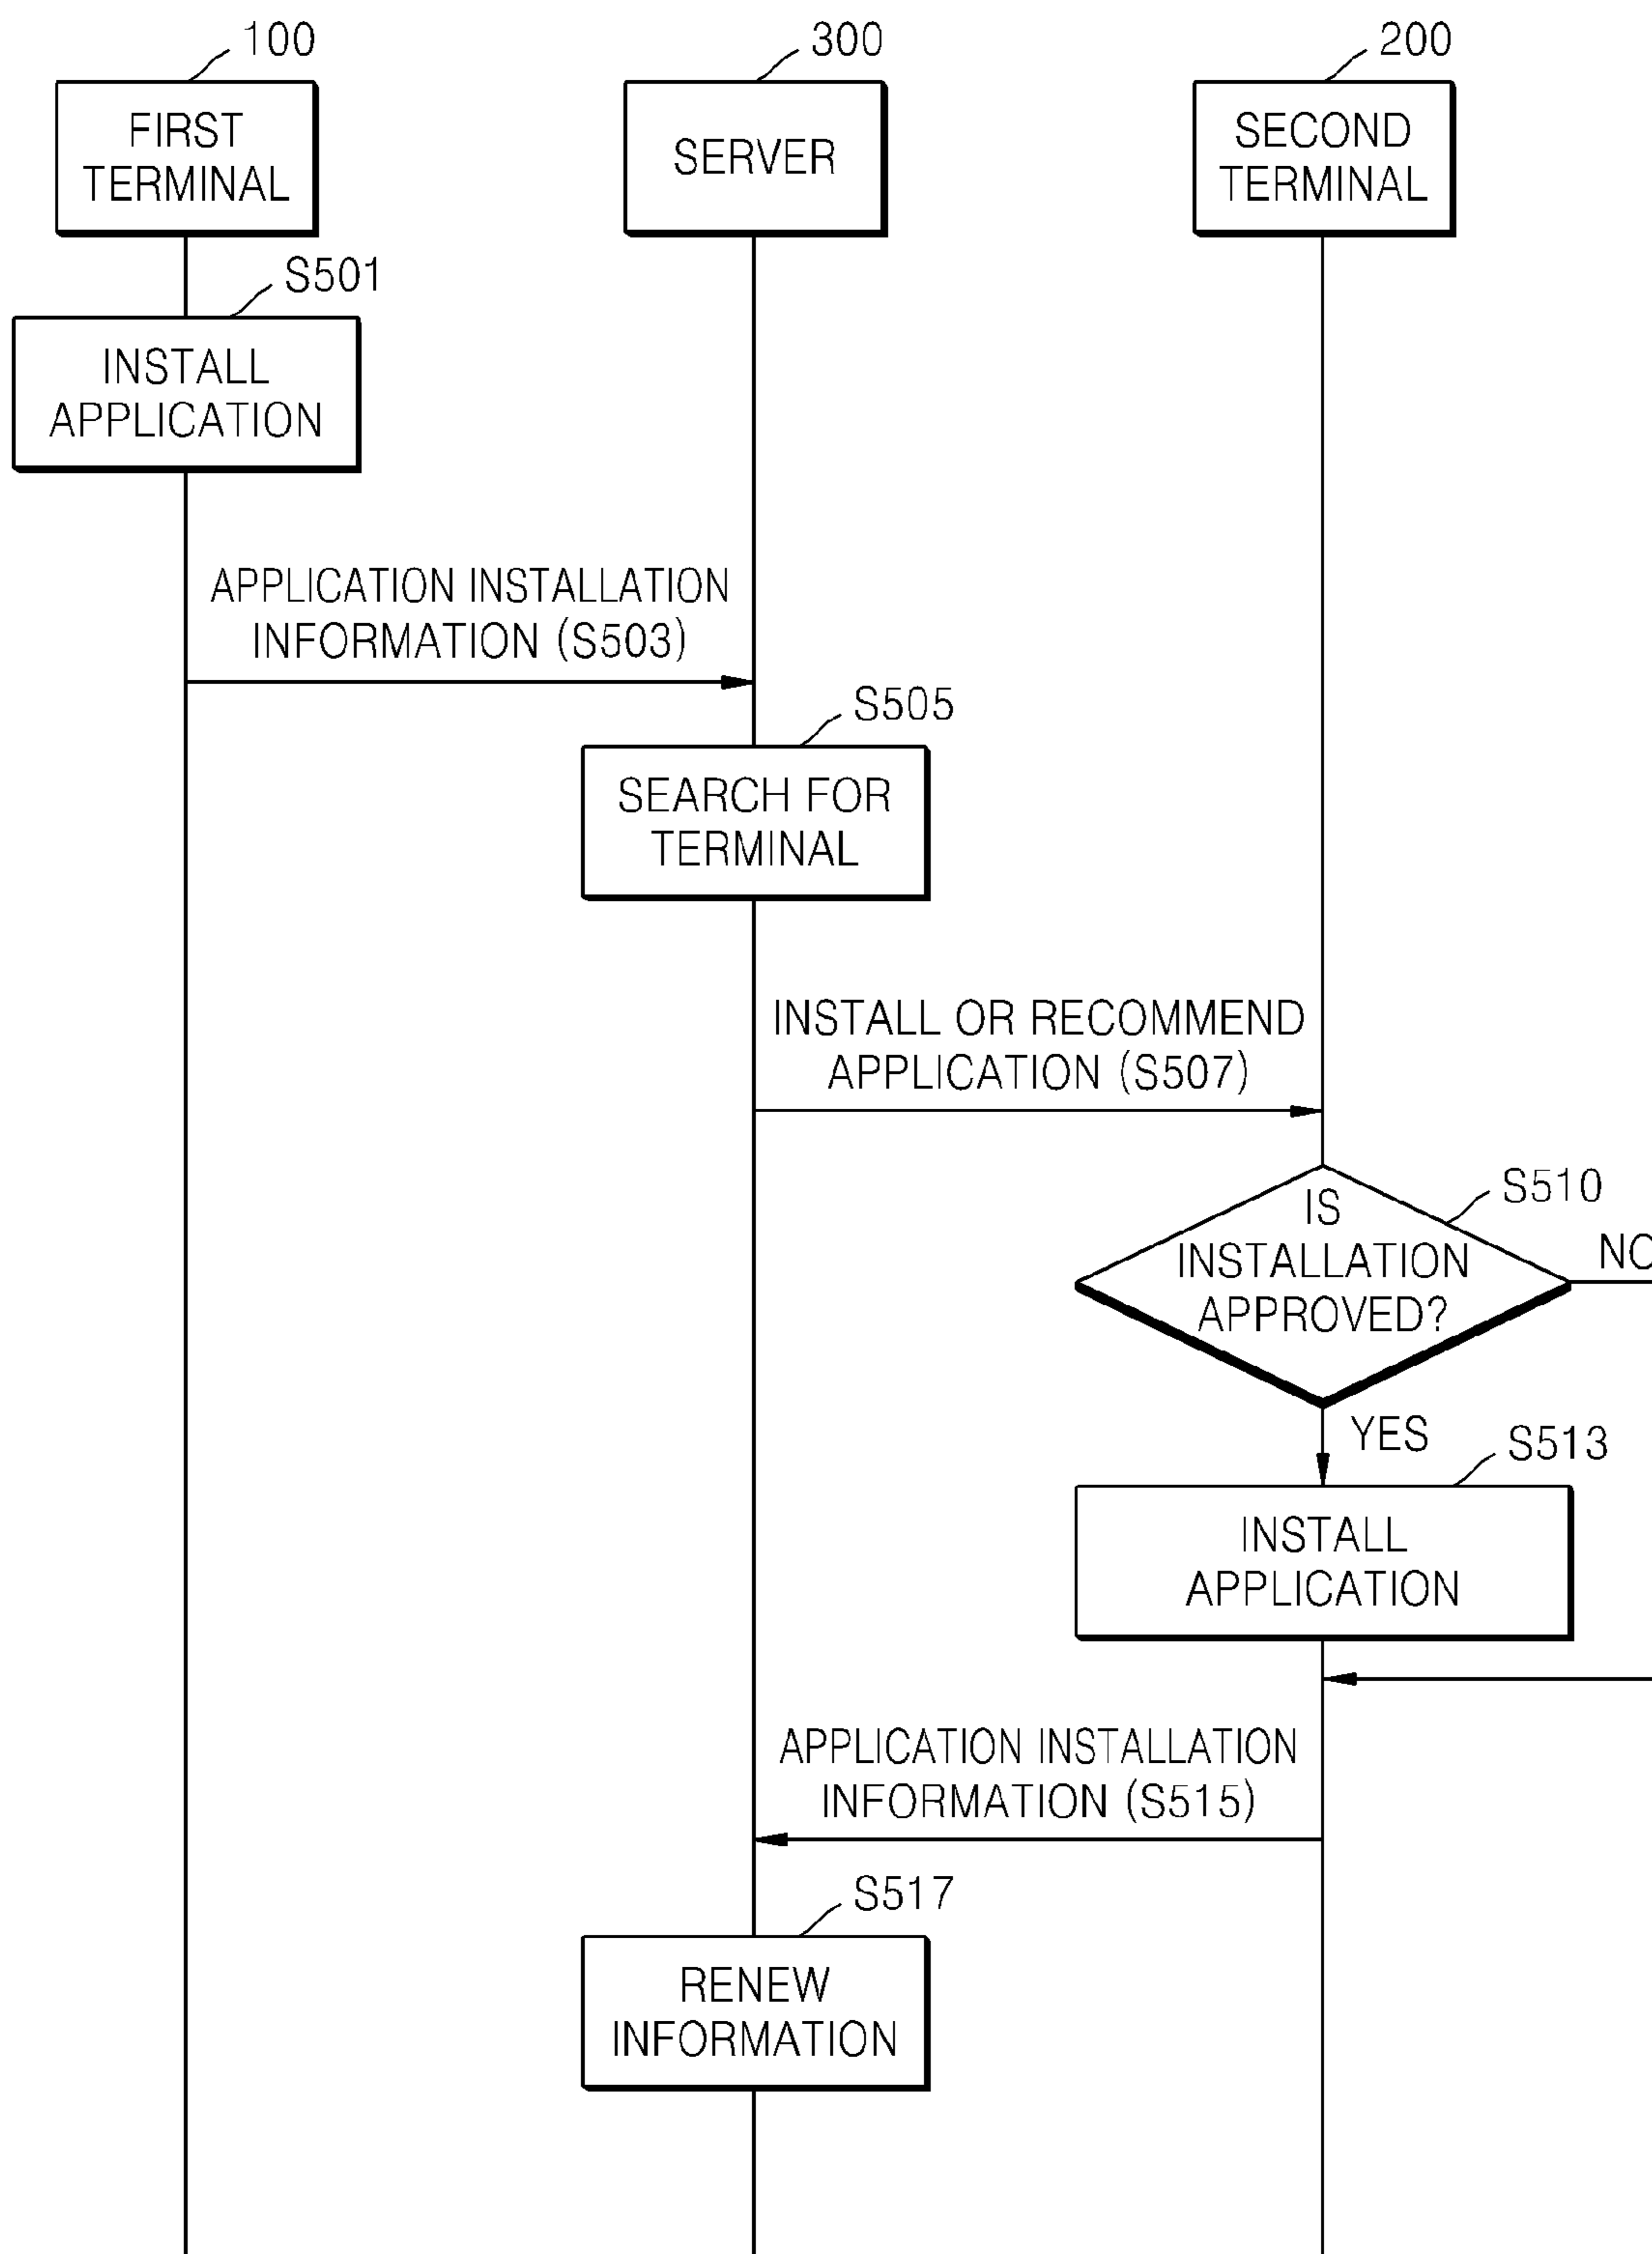 100
300
200
FIRST
TERMINAL
SERVER
SECOND
TERMINAL
S501
INSTALL
APPLICATION
APPLICATION INSTALLATION
INFORMATION (S503)
S505
SEARCH FOR
TERMINAL
INSTALL OR RECOMMEND
APPLICATION (S507)
S510
IS
INSTALLATION
APPROVED?
NO
YES
S513
INSTALL
APPLICATION
APPLICATION INSTALLATION
INFORMATION (S515)
S517
RENEW
INFORMATION